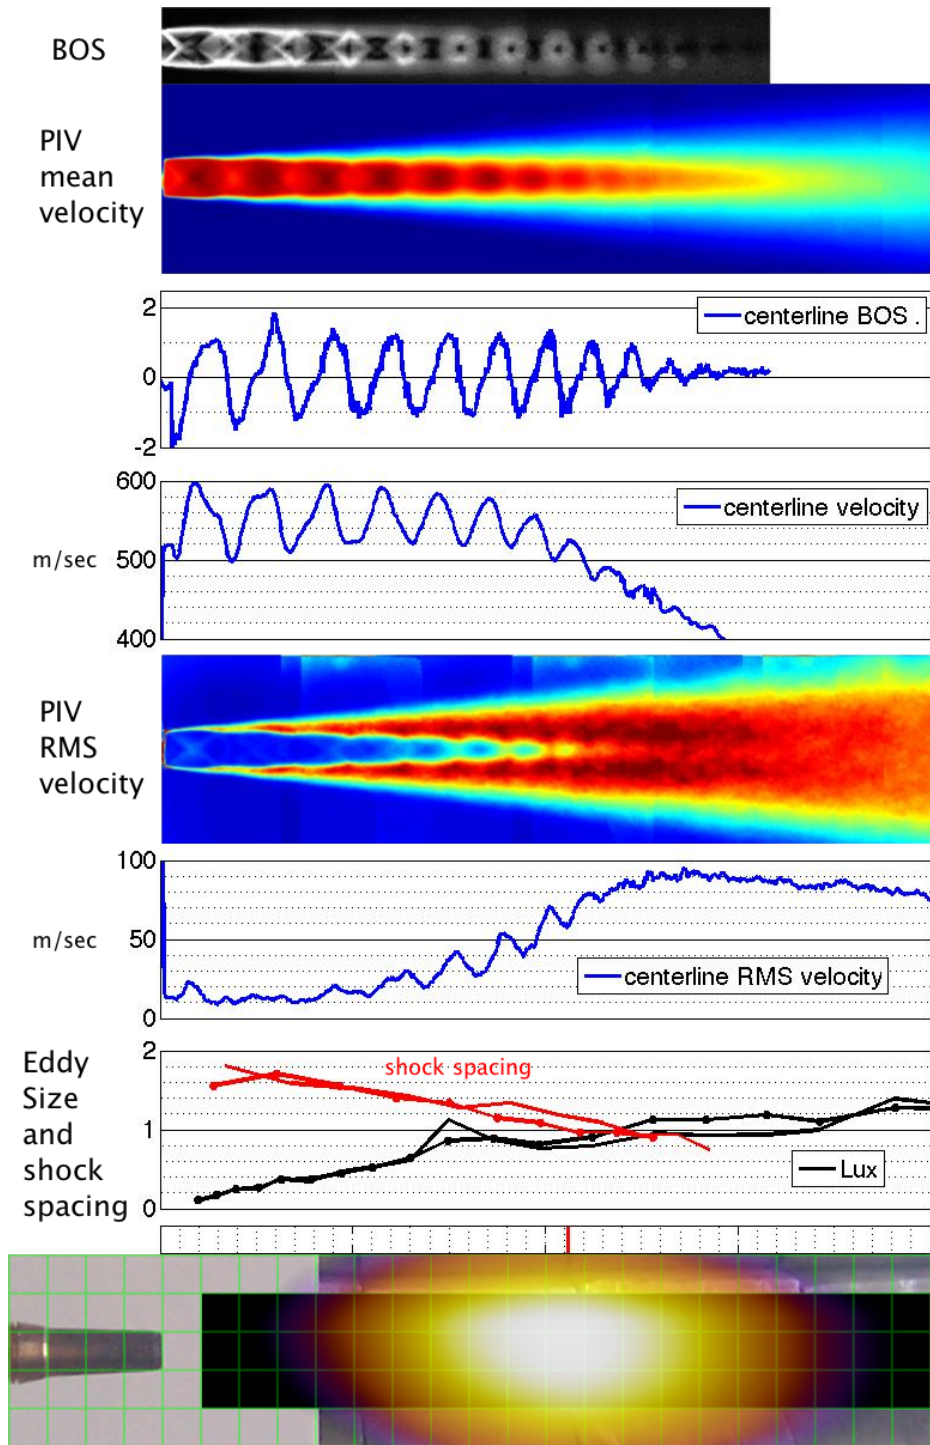 BOS
PIV
mean
velocity
2
0
-2
centerline BOS .
600
500
400
m/sec
centerline velocity
PIV
RMS
velocity
100
50
0
m/sec
centerline RMS velocity
Eddy
Size
and
shock
spacing
2
1
0
shock spacing
Lux